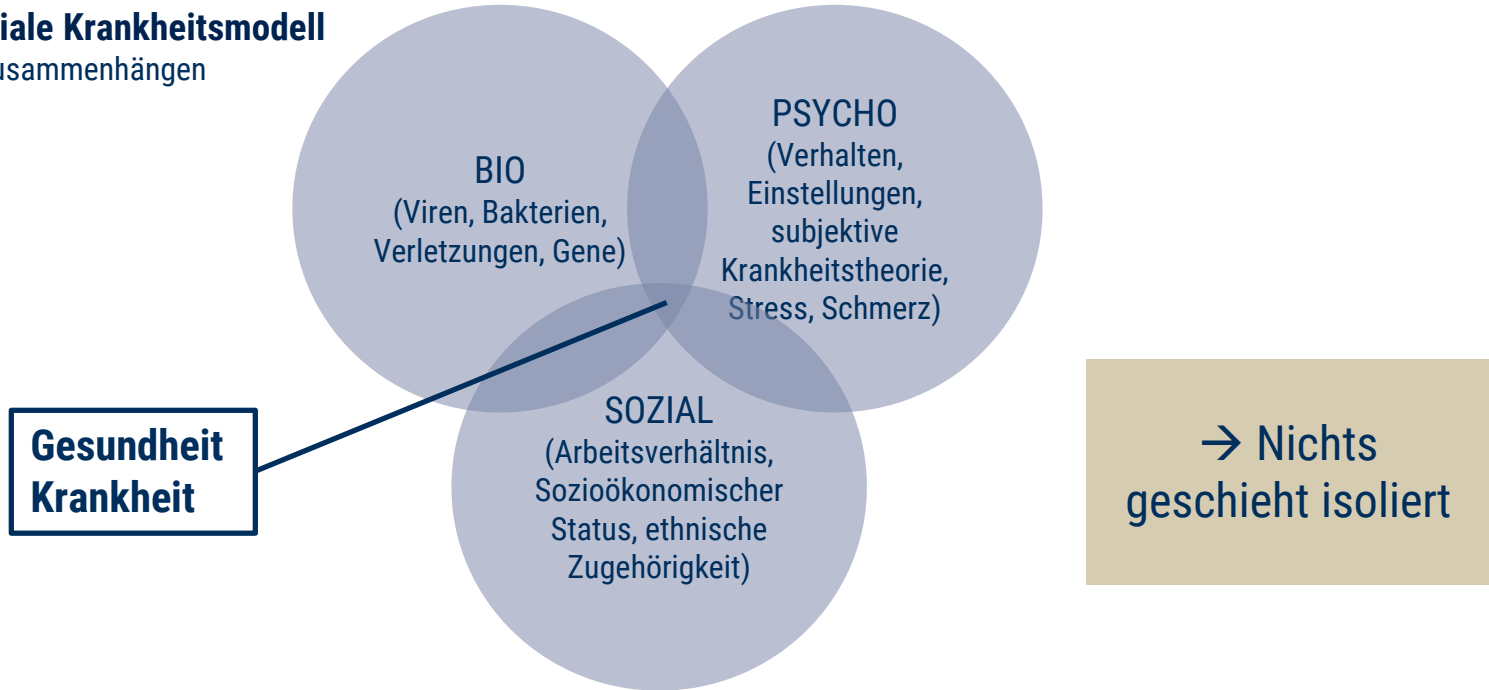 iale Krankheitsmodell
usammenhängen
BIO
(Viren, Bakterien,
Verletzungen, Gene)
PSYCHO
(Verhalten,
Einstellungen,
subjektive
Krankheitstheorie,
Stress, Schmerz)
SOZIAL
(Arbeitsverhältnis,
Sozioökonomischer
Status, ethnische
Zugehörigkeit)
Gesundheit
Krankheit
→ Nichts
geschieht isoliert